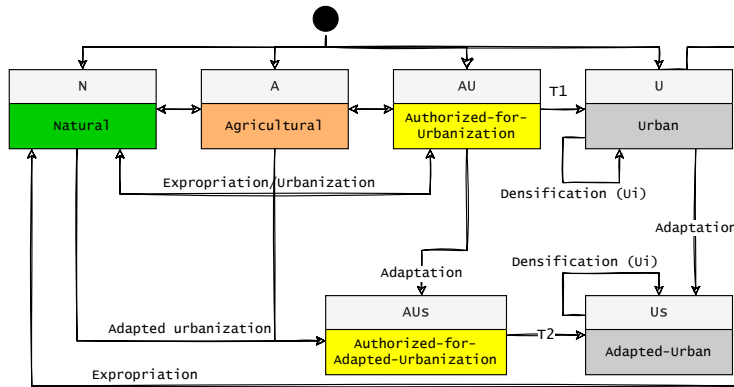 N
A
AU
U
T1
Natural
Agricultural
Authorized-for-
Urbanization
Urban
Expropriation/Urbanization
Densification (Ui)
Adaptation
Densification (Ui)
Adaptation
AUs
Us
Adapted urbanization
T2
Authorized-for-
Adapted-Urbanization
Adapted-Urban
Expropriation